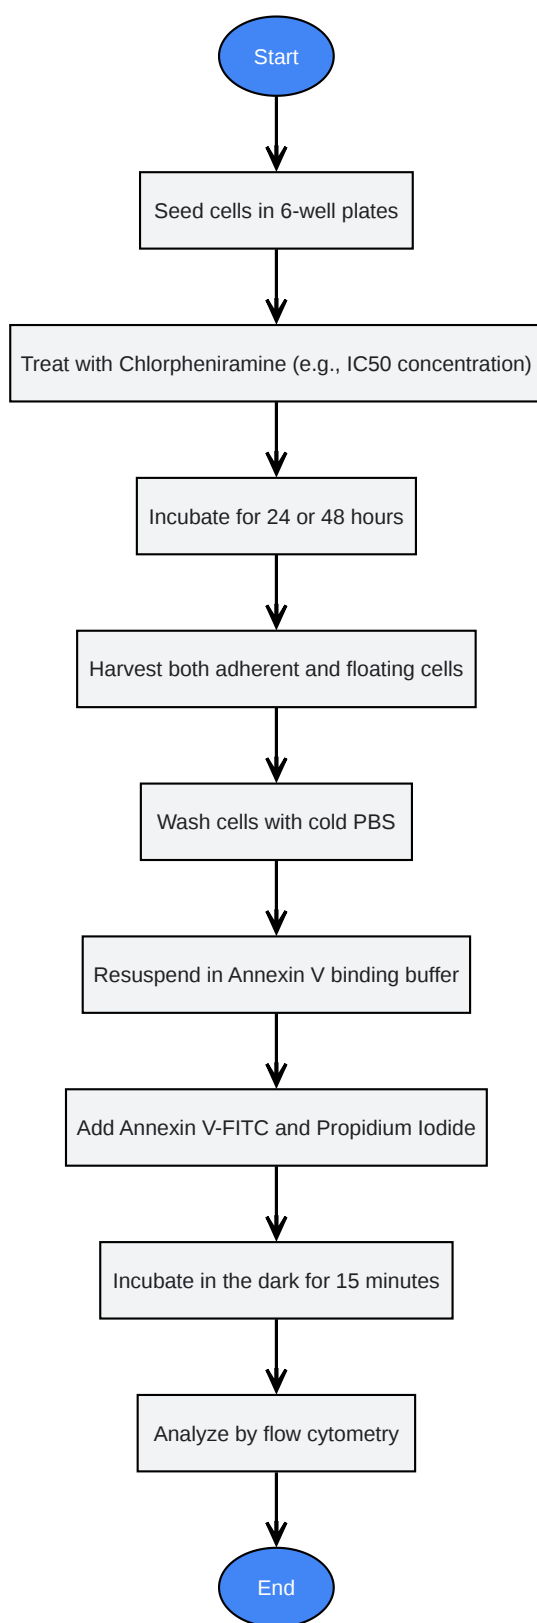 Start
Seed cells in 6-well plates
Treat with Chlorpheniramine (e.g., IC50 concentration)
Incubate for 24 or 48 hours
Harvest both adherent and floating cells
Wash cells with cold PBS
Resuspend in Annexin V binding buffer
Add Annexin V-FITC and Propidium Iodide
Incubate in the dark for 15 minutes
Analyze by flow cytometry
End